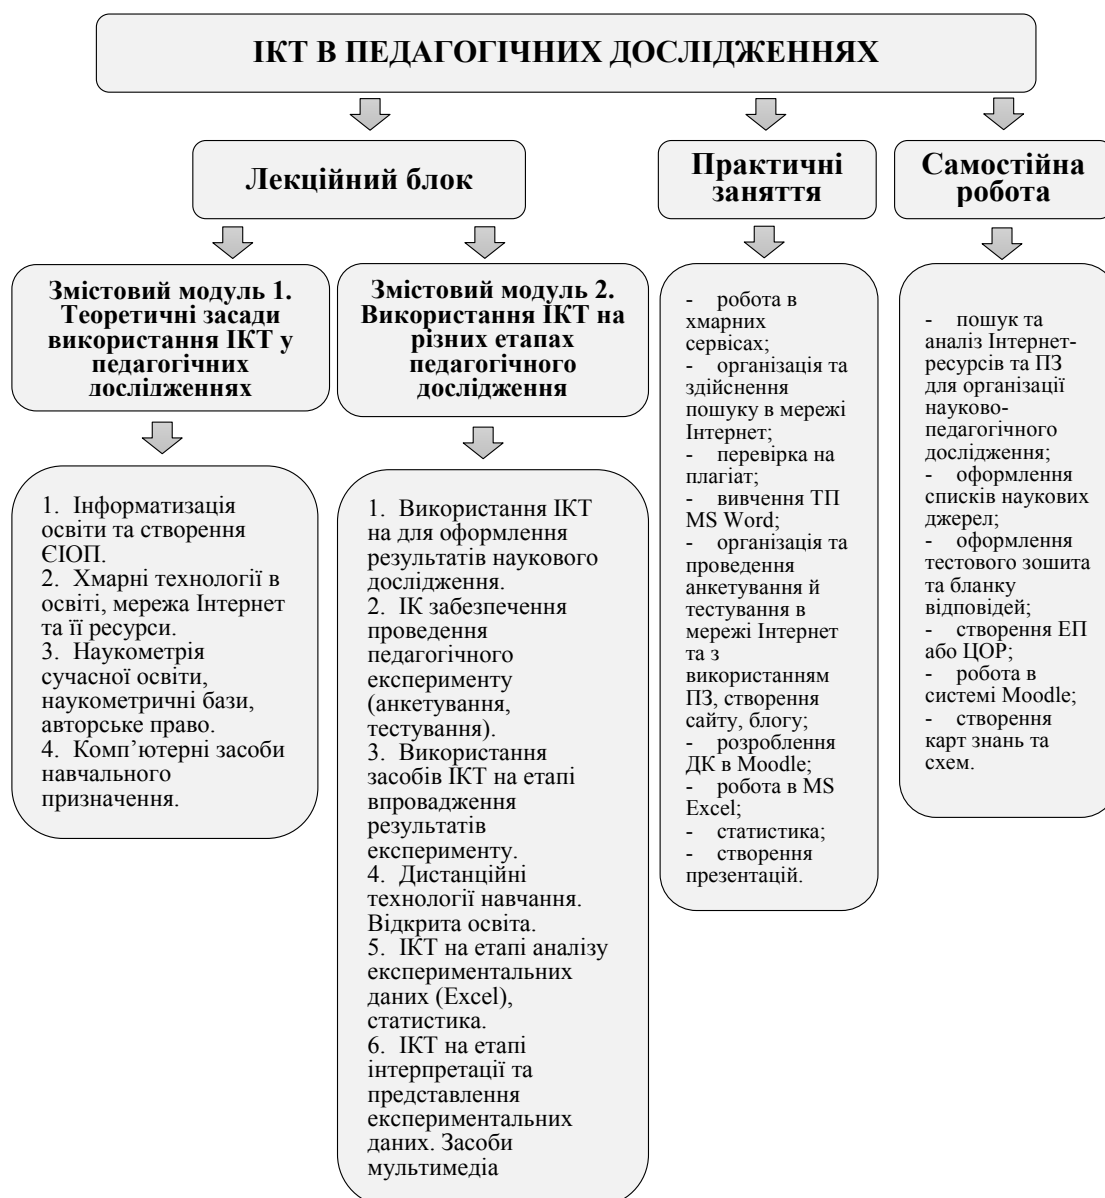 ІКТ В ПЕДАГОГІЧНИХ ДОСЛІДЖЕННЯХ
Лекційний блок
Практичні
заняття
Самостійна
робота
Змістовий модуль 1.
Теоретичні засади
використання ІКТ у
педагогічних
дослідженнях
Змістовий модуль 2.
Використання ІКТ на
різних етапах
педагогічного
дослідження
1. Інформатизація
освіти та створення
ЄІОП.
2. Хмарні технології в
освіті, мережа Інтернет
та її ресурси.
3. Наукометрія
сучасної освіти,
наукометричні бази,
авторське право.
4. Комп’ютерні засоби
навчального
призначення.
1. Використання ІКТ
на для оформлення
результатів наукового
дослідження.
2. ІК забезпечення
проведення
педагогічного
експерименту
(анкетування,
тестування).
3. Використання
засобів ІКТ на етапі
впровадження
результатів
експерименту.
4. Дистанційні
технології навчання.
Відкрита освіта.
5. ІКТ на етапі аналізу
експериментальних
даних (Excel),
статистика.
6. ІКТ на етапі
інтерпретації та
представлення
експериментальних
даних. Засоби
мультимедіа
- робота в
хмарних
сервісах;
- організація та
здійснення
пошуку в мережі
Інтернет;
- перевірка на
плагіат;
- вивчення ТП
MS Word;
- організація та
проведення
анкетування й
тестування в
мережі Інтернет
та з
використанням
ПЗ, створення
сайту, блогу;
- розроблення
ДК в Moodle;
- робота в MS
Excel;
- статистика;
- створення
презентацій.
- пошук та
аналіз Інтернет-
ресурсів та ПЗ
для організації
науково-
педагогічного
дослідження;
- оформлення
списків наукових
джерел;
- оформлення
тестового зошита
та бланку
відповідей;
- створення ЕП
або ЦОР;
- робота в
системі Moodle;
- створення
карт знань та
схем.